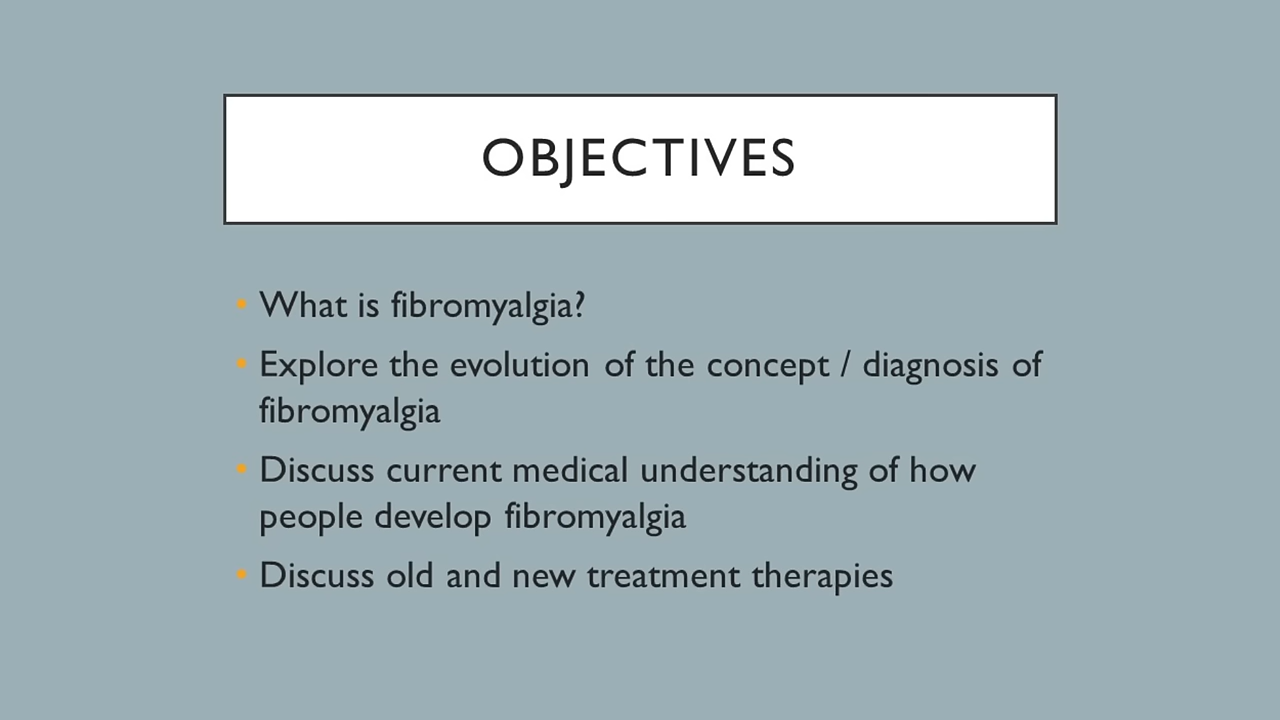 OBJECTIVES
• What is fibromyalgia?
• Explore the evolution of the concept / diagnosis of
fibromyalgia
• Discuss current medical understanding of how
people develop fibromyalgia
• Discuss old and new treatment therapies